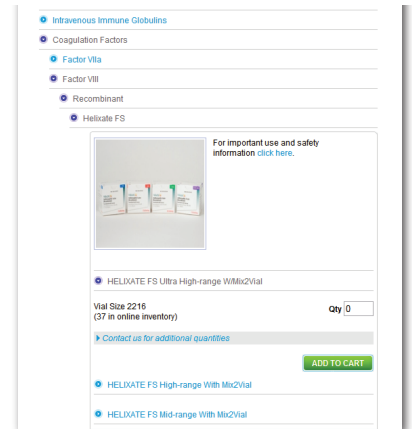 Intravenous Immune Globulins
Coagulation Factors
Factor VIIa
Factor VIII
Recombinant
Helixate FS
For important use and safety
information click here.
HELIXATE FS Ultra High-range W/Mix2Vial
Vial Size 2216
(37 in online inventory)
Qty 0
Contact us for additional quantities
ADD TO CART
HELIXATE FS High-range With Mix2Vial
HELIXATE FS Mid-range With Mix2Vial